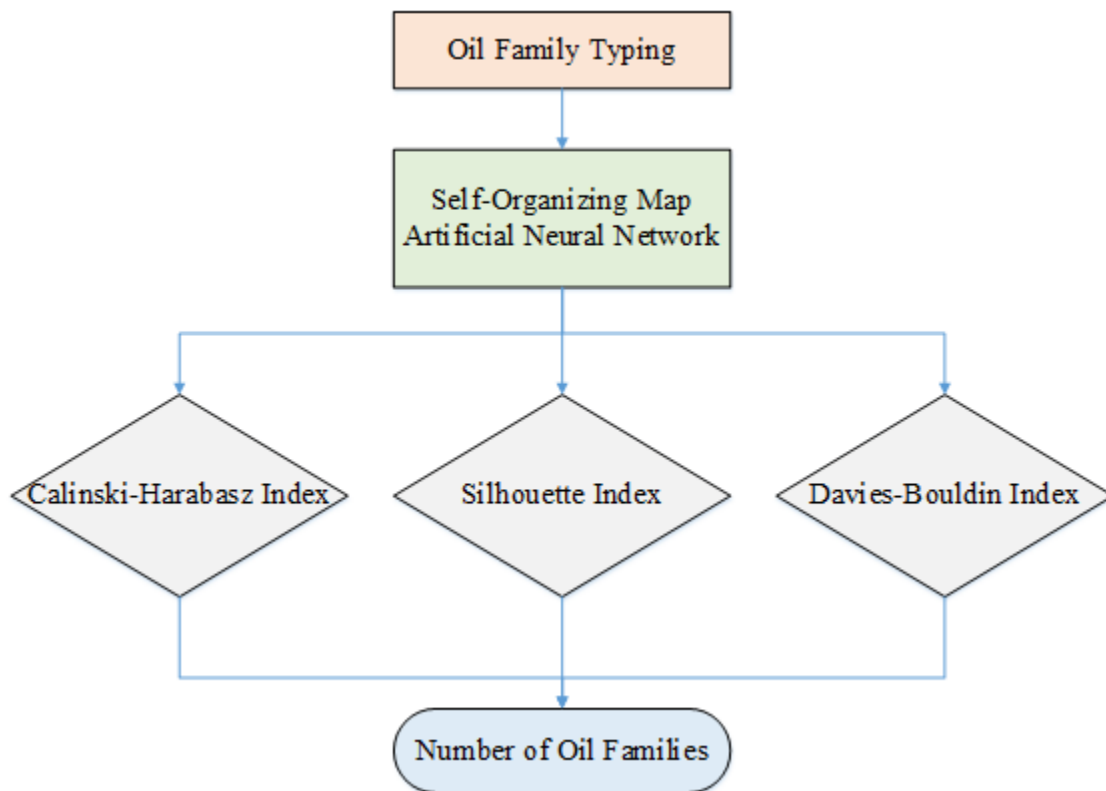 Oil Family Typing
Self-Organizing Map
Artificial Neural Network
Calinski-Harabasz Index
Silhouette Index
Davies-Bouldin Index
Number of Oil Families